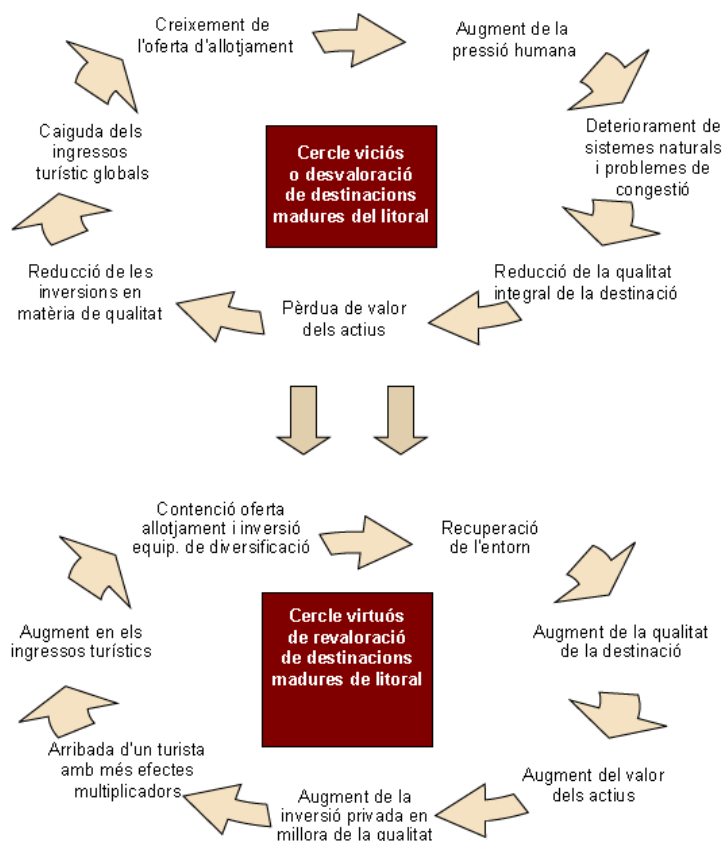 Creixement de
l'oferta d'allotjament
Augment de la
pressió humana
Deteriorament de
sistemes naturals
i problemes de
congestió
Reducció de la qualitat
integral de la destinació
Pèrdua de valor
dels actius
Reducció de les
inversions en
matèria de qualitat
Caiguda dels
ingressos
turístic globals
Cercle viciós
o desvaloració
de destinacions
madures del litoral
Contenció oferta
allotjament i inversió
equip. de diversificació
Recuperació
de l'entorn
Augment de la qualitat
de la destinació
Augment del valor
dels actius
Augment de la
inversió privada en
millora de la qualitat
Arribada d'un turista
amb més efectes
multiplicadors
Augment en els
ingressos turístics
Cercle virtuós
de revaloració
de destinacions
madures de litoral